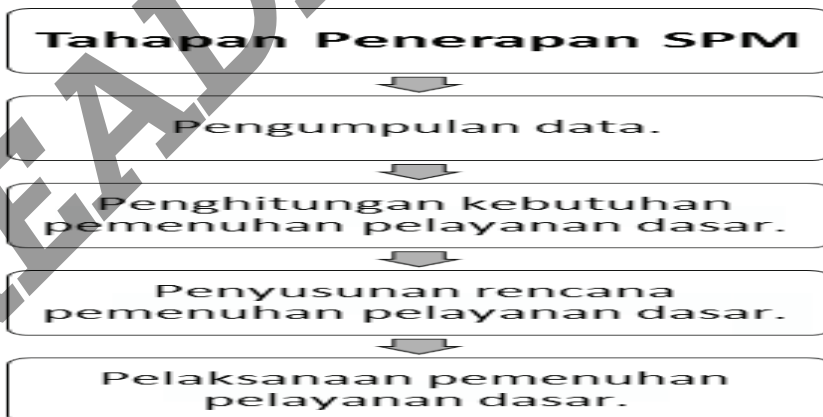 Tahapan Penerapan SPM
Pengumpulan data.
Penghitungan kebutuhan
pemenuhan pelayanan dasar.
Penyusunan rencana
pemenuhan pelayanan dasar.
Pelaksanaan pemenuhan
pelayanan dasar.